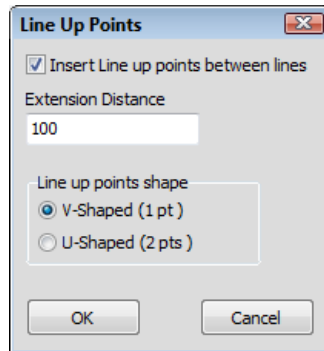 Line Up Points
Insert Line up points between lines
Extension Distance
100
Line up points shape
V-Shaped (1 pt )
U-Shaped (2 pts )
OK
Cancel